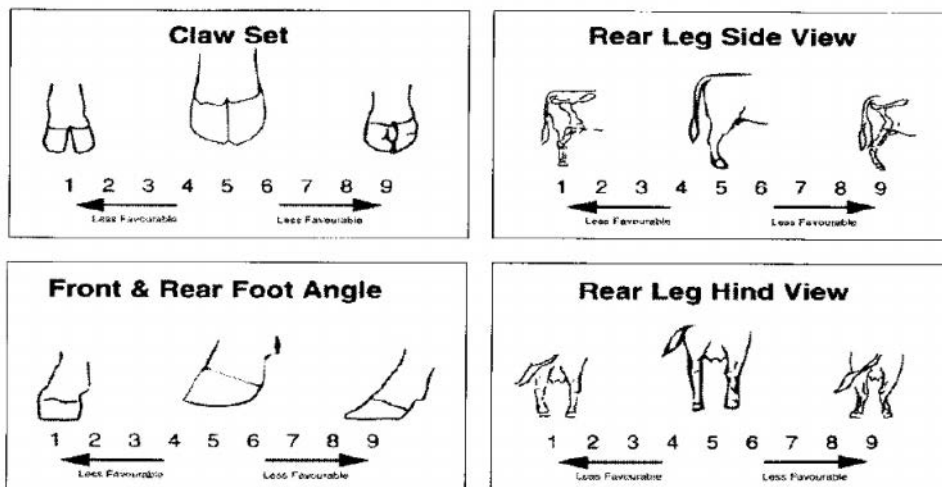 Claw Set
1 2 3 4 5 6 7 8 9
Less Favourable Less Favourable
Rear Leg Side View
1 2 3 4 5 6 7 8 9
Less Favourable Less Favourable
Front & Rear Foot Angle
1 2 3 4 5 6 7 8 9
Less Favourable Less Favourable
Rear Leg Hind View
1 2 3 4 5 6 7 8 9
Less Favourable Less Favourable